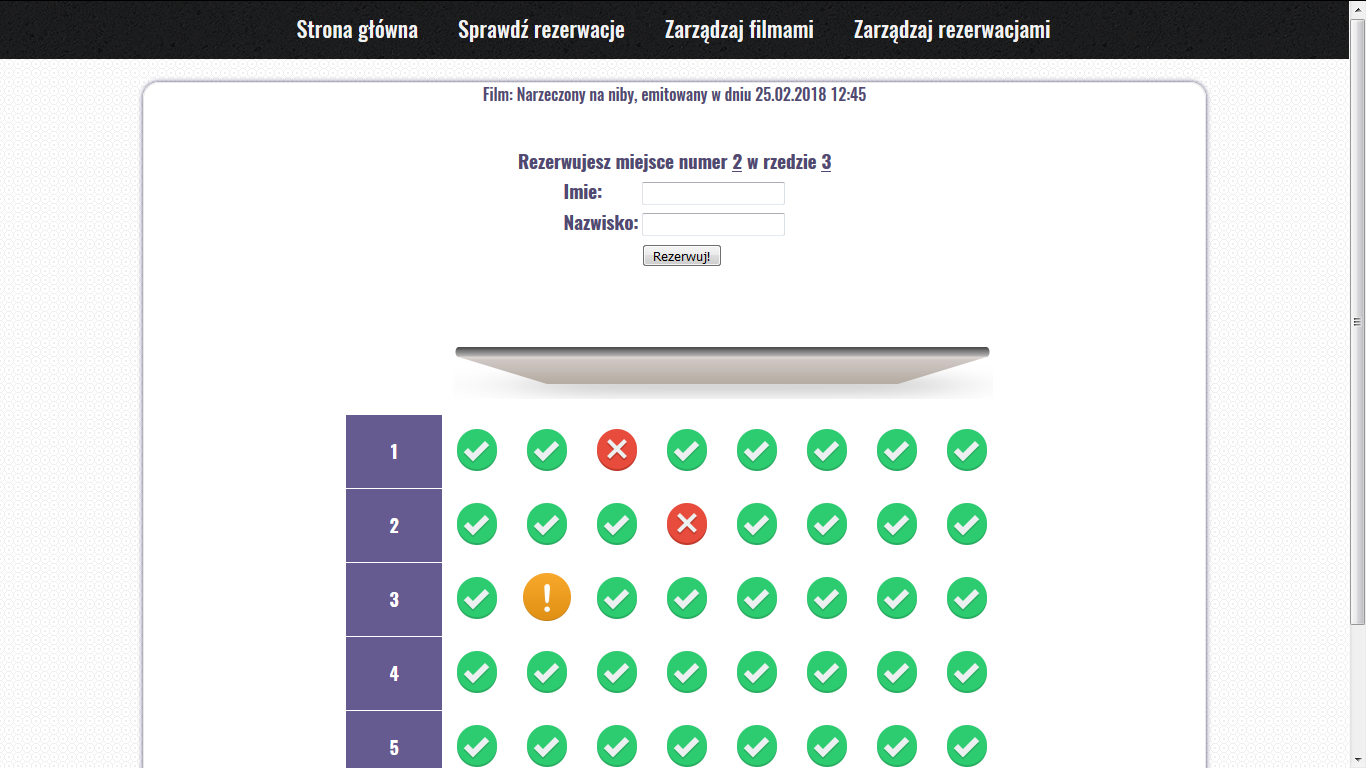 Strona główna Sprawdź rezerwacje Zarządzaj filmami Zarządzaj rezerwacjami
Film: Narzeczony na niby, emitowany w dniu 25.02.2018 12:45
Rezerwujesz miejsce numer 2 w rzedzie 3
Imie:
Nazwisko:
Rezerwuj!
1
2
3
4
5